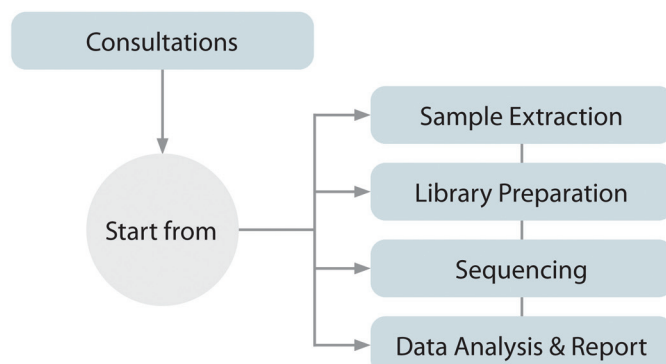 Consultations
Start from
Sample Extraction
Library Preparation
Sequencing
Data Analysis & Report